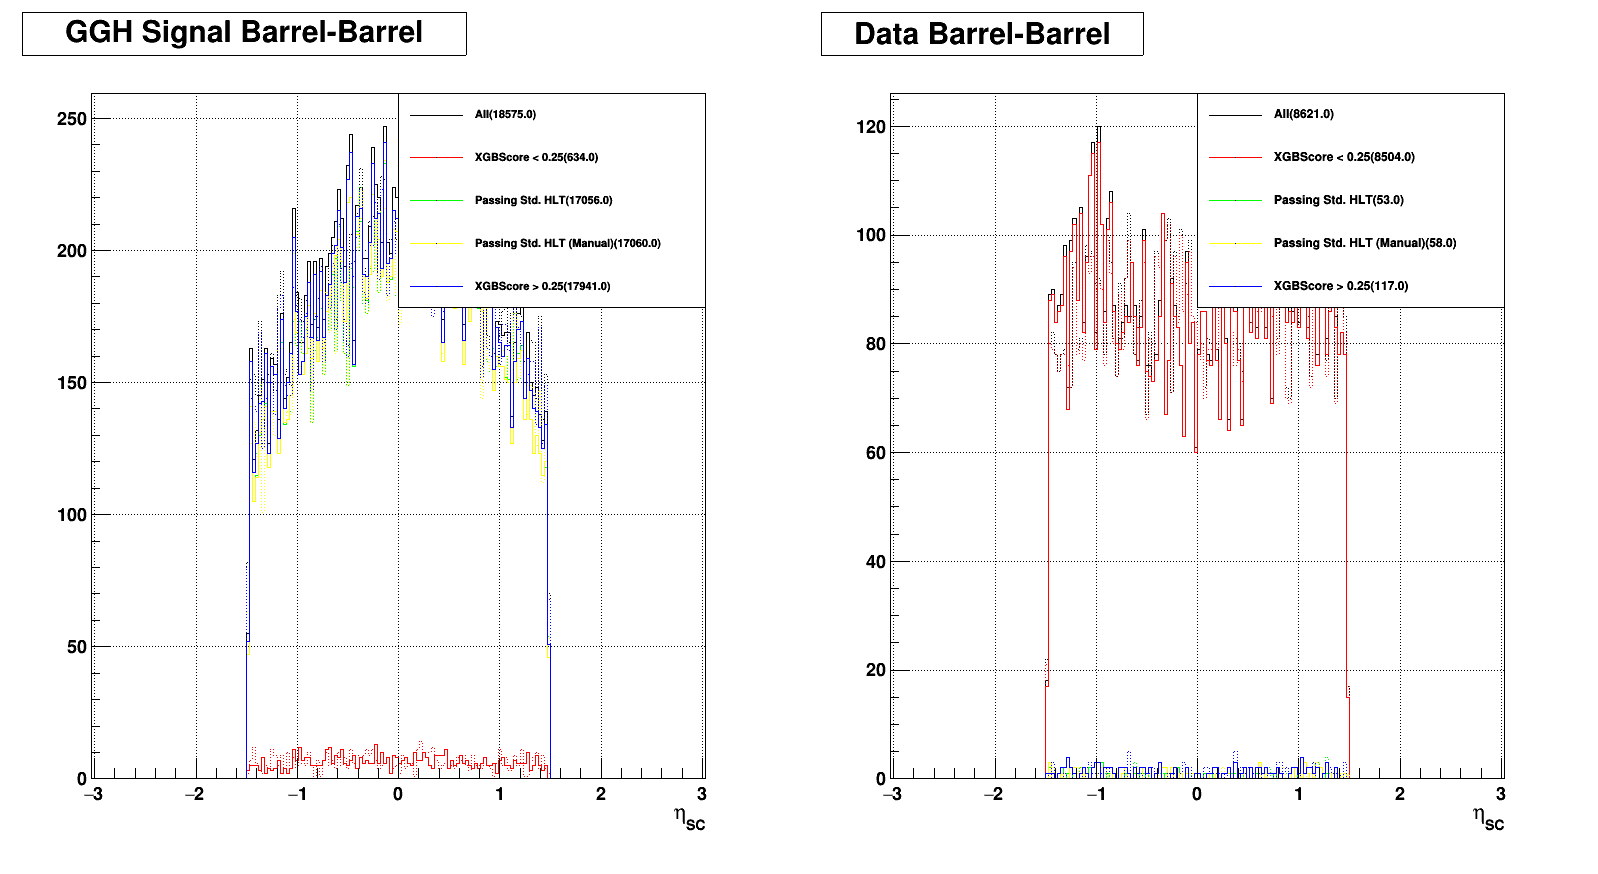 GGH Signal Barrel-Barrel
250
200
150
100
50
0
−3
−2
−1
0
1
2
3
ηSC
All(18575.0)
XGBScore < 0.25(634.0)
Passing Std. HLT(17056.0)
Passing Std. HLT (Manual)(17060.0)
XGBScore > 0.25(17941.0)
Data Barrel-Barrel
120
100
80
60
40
20
0
−3
−2
−1
0
1
2
3
ηSC
All(8621.0)
XGBScore < 0.25(8504.0)
Passing Std. HLT(53.0)
Passing Std. HLT (Manual)(58.0)
XGBScore > 0.25(117.0)